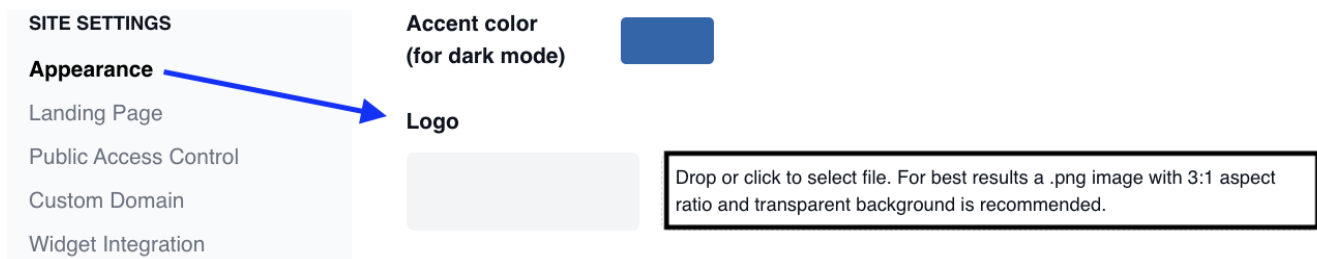 SITE SETTINGS
Appearance
Landing Page
Public Access Control
Custom Domain
Widget Integration
Accent color
(for dark mode)
Logo
Drop or click to select file. For best results a .png image with 3:1 aspect
ratio and transparent background is recommended.